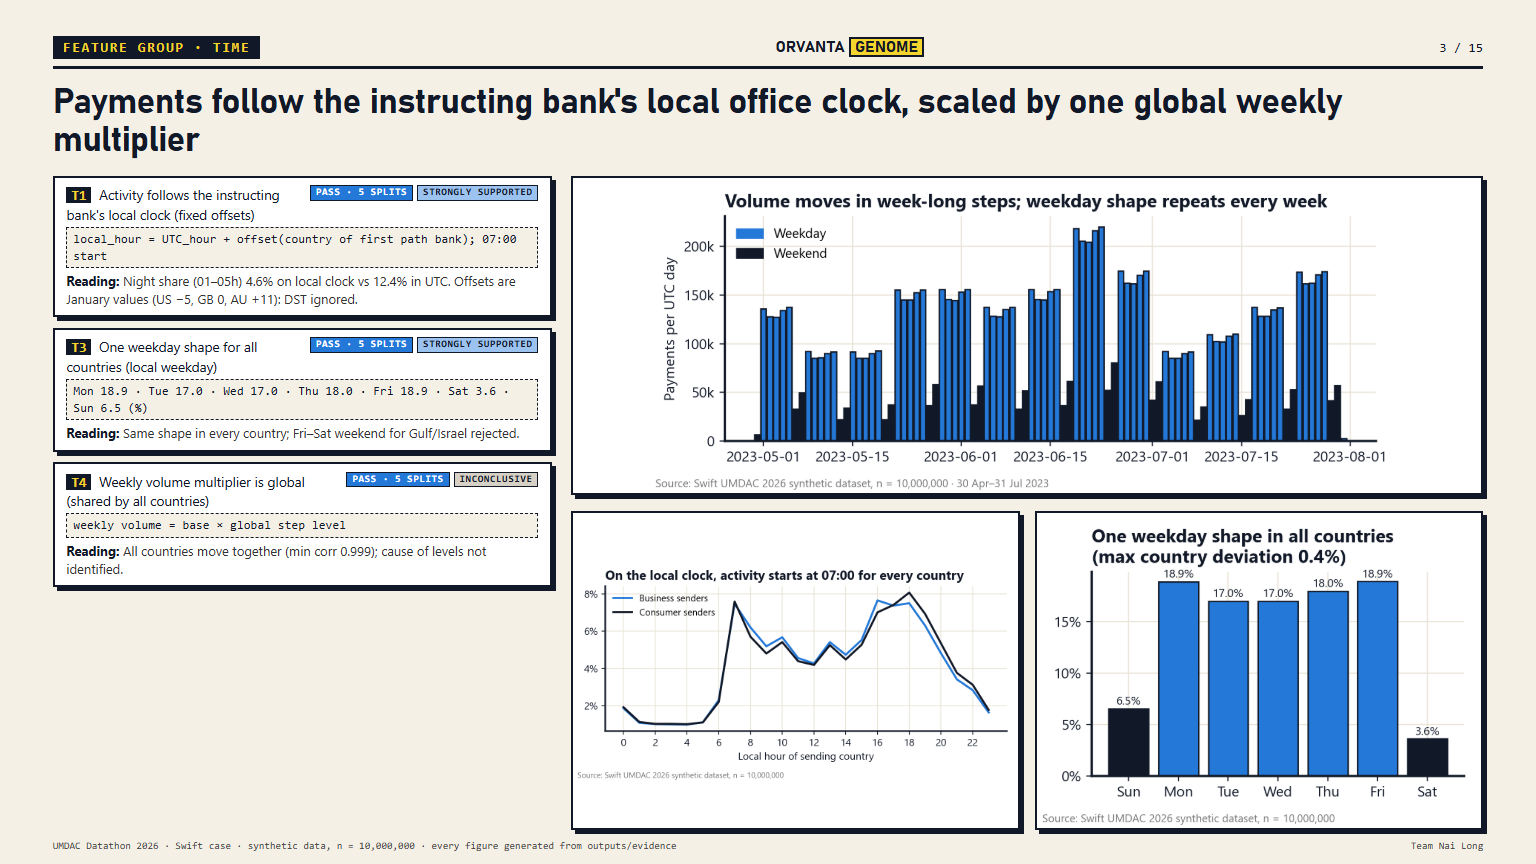 FEATURE GROUP · TIME
ORVANTA GENOME
3 / 15
Payments follow the instructing bank's local office clock, scaled by one global weekly
multiplier
T1 Activity follows the instructing
bank's local clock (fixed offsets)
PASS · 5 SPLITS
STRONGLY SUPPORTED
local_hour = UTC_hour + offset(country of first path bank); 07:00
start
Reading: Night share (01–05h) 4.6% on local clock vs 12.4% in UTC. Offsets are
January values (US −5, GB 0, AU +11): DST ignored.
T3 One weekday shape for all
countries (local weekday)
PASS · 5 SPLITS
STRONGLY SUPPORTED
Mon 18.9 · Tue 17.0 · Wed 17.0 · Thu 18.0 · Fri 18.9 · Sat 3.6 ·
Sun 6.5 (%)
Reading: Same shape in every country; Fri–Sat weekend for Gulf/Israel rejected.
T4 Weekly volume multiplier is global
(shared by all countries)
PASS · 5 SPLITS
INCONCLUSIVE
weekly volume = base × global step level
Reading: All countries move together (min corr 0.999); cause of levels not
identified.
Volume moves in week-long steps; weekday shape repeats every week
Weekday
Weekend
Payments per UTC day
200k
150k
100k
50k
0
2023-05-01 2023-05-15 2023-06-01 2023-06-15 2023-07-01 2023-07-15 2023-08-01
Source: Swift UMDAC 2026 synthetic dataset, n = 10,000,000 · 30 Apr–31 Jul 2023
On the local clock, activity starts at 07:00 for every country
Business senders
Consumer senders
8%
6%
4%
2%
0 2 4 6 8 10 12 14 16 18 20 22
Local hour of sending country
Source: Swift UMDAC 2026 synthetic dataset, n = 10,000,000
One weekday shape in all countries
(max country deviation 0.4%)
15%
10%
5%
0%
6.5% 18.9% 17.0% 17.0% 18.0% 18.9% 3.6%
Sun Mon Tue Wed Thu Fri Sat
Source: Swift UMDAC 2026 synthetic dataset, n = 10,000,000
UMDAC Datathon 2026 · Swift case · synthetic data, n = 10,000,000 · every figure generated from outputs/evidence
Team Nai Long